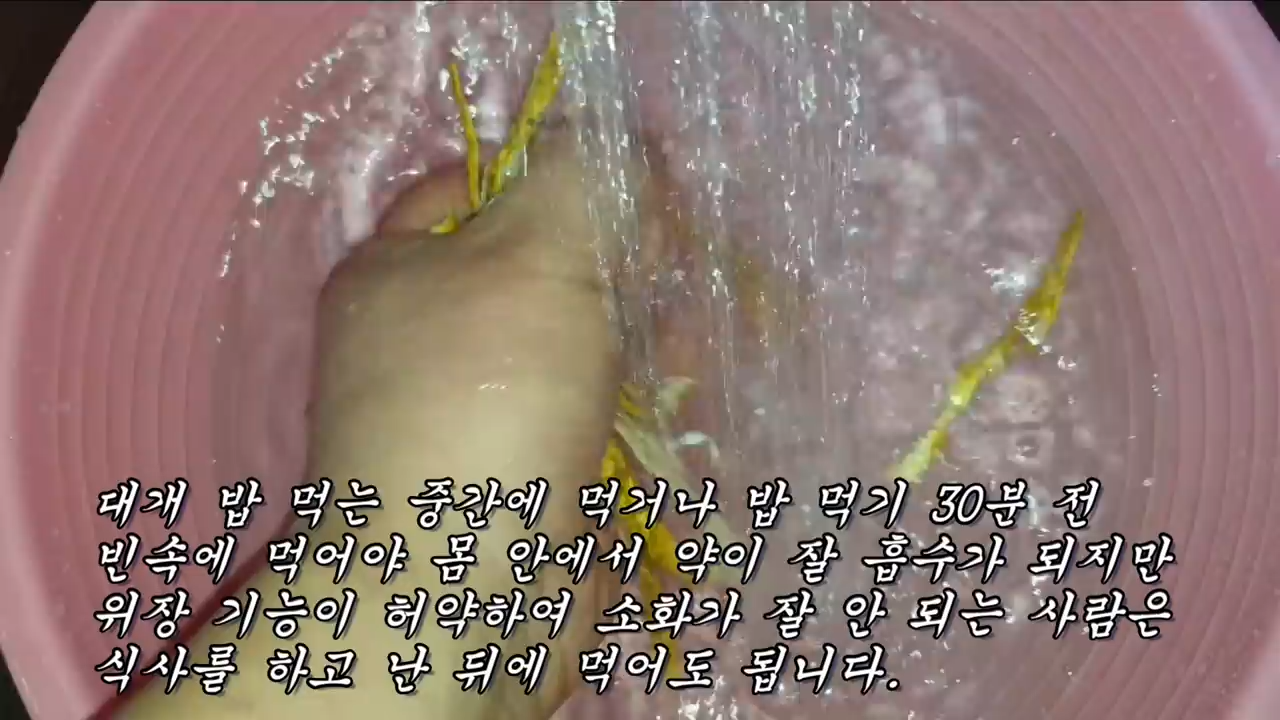 대개 밥 먹는 중간에 먹거나 밥 먹기 30분 전
빈속에 먹어야 몸 안에서 약이 잘 흡수가 되지만
위장 기능이 허약하여 소화가 잘 안 되는 사람은
식사를 하고 난 뒤에 먹어도 됩니다.